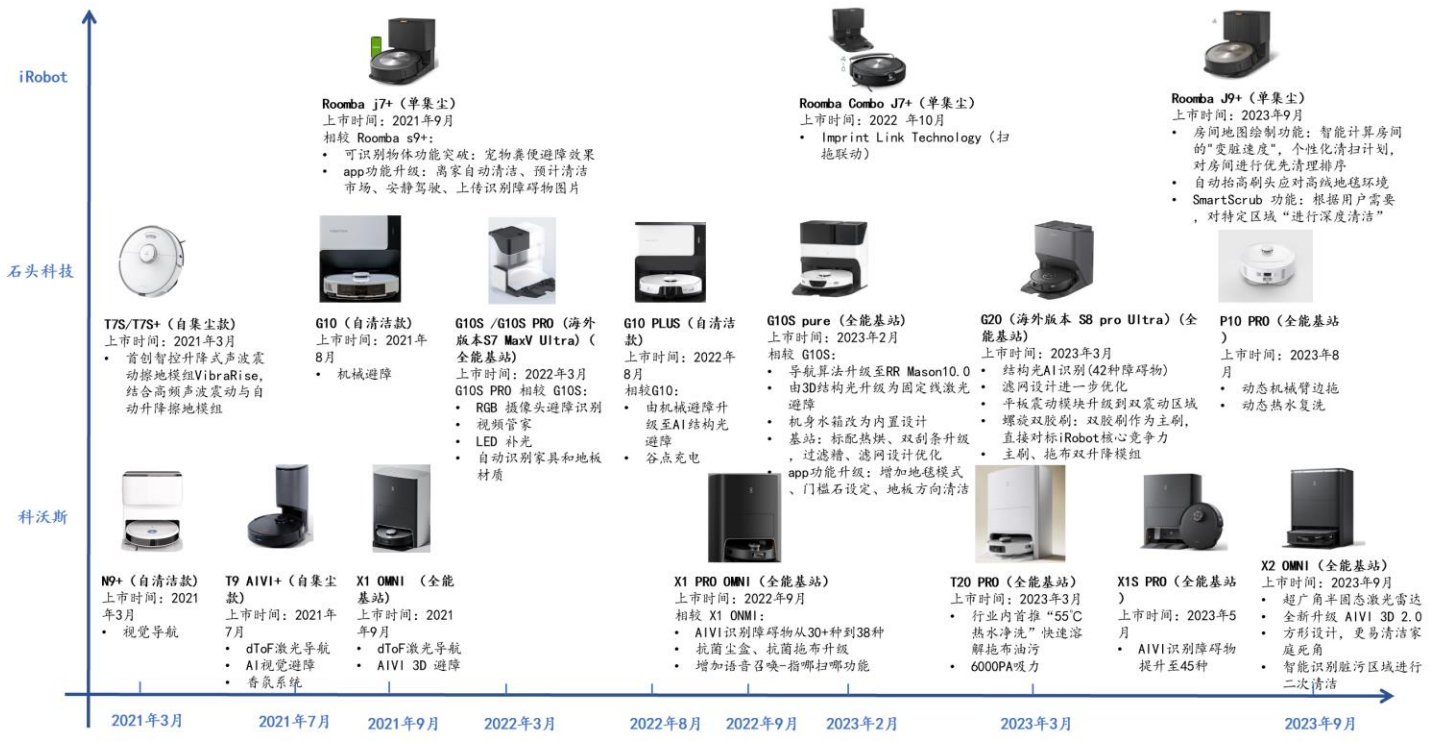 iRobot
Roomba j7+（单集尘）
上市时间：2021年9月
相较 Roomba s9+：
• 可识别物体功能突破：宠物粪便避障效果
• app功能升级：离家自动清洁、预计清洁
市场、安静驾驶、上传识别障碍物图片
Roomba Combo J7+（单集尘）
上市时间：2022 年10月
• Imprint Link Technology（扫
拖联动）
Roomba J9+（单集尘）
上市时间：2023年9月
• 房间地图绘制功能：智能计算房间
的"变脏速度"，个性化清扫计划，
对房间进行优先清理排序
• 自动抬高刷头应对高绒地毯环境
• SmartScrub 功能：根据用户需要
，对特定区域“进行深度清洁”
石头科技
T7S/T7S+（自集尘款）
上市时间：2021年3月
• 首创智控升降式声波震
动擦地模组VibraRise，
结合高频声波震动与自
动升降擦地模组
G10（自清洁款）
上市时间：2021年
8月
• 机械避障
G10S /G10S PRO（海外
版本S7 MaxV Ultra）（
全能基站）
上市时间：2022年3月
G10S PRO 相较 G10S：
• RGB 摄像头避障识别
• 视频管家
• LED 补光
• 自动识别家具和地板
材质
G10 PLUS（自清洁
款）
上市时间：2022年
8月
相较G10：
• 由机械避障升
级至AI结构光
避障
• 谷点充电
G10S pure（全能基站）
上市时间：2023年2月
相较 G10S：
• 导航算法升级至RR Mason10.0
• 由3D结构光升级为固定线激光
避障
• 机身水箱改为内置设计
• 基站：标配热烘、双刮条升级
，过滤槽、滤网设计优化
• app功能升级：增加地毯模式
、门槛石设定、地板方向清洁
G20（海外版本 S8 pro Ultra）（全
能基站）
上市时间：2023年3月
• 结构光AI识别(42种障碍物)
• 滤网设计进一步优化
• 平板震动模块升级到双震动区域
• 螺旋双胶刷：双胶刷作为主刷，
直接对标iRobot核心竞争力
• 主刷、拖布双升降模组
P10 PRO（全能基站
）
上市时间：2023年8
月
• 动态机械臂边拖
• 动态热水复洗
科沃斯
N9+（自清洁款）
上市时间：2021
年3月
• 视觉导航
T9 AIVI+（自集尘
款）
上市时间：2021年
7月
• dToF激光导航
• AI视觉避障
• 香氛系统
X1 OMNI （全能
基站）
上市时间：2021
年9月
• dToF激光导航
• AIVI 3D 避障
X1 PRO OMNI（全能基站）
上市时间：2022年9月
相较 X1 ONMI：
• AIVI识别障碍物从30+种到38种
• 抗菌尘盒、抗菌拖布升级
• 增加语音召唤-指哪扫哪功能
T20 PRO（全能基站）
上市时间：2023年3月
• 行业内首推“55℃
热水净洗”快速溶
解拖布油污
• 6000PA吸力
X1S PRO（全能基站
）
上市时间：2023年5
月
• AIVI识别障碍物
提升至45种
X2 OMNI（全能基站）
上市时间：2023年9月
• 超广角半固态激光雷达
• 全新升级 AIVI 3D 2.0
• 方形设计，更易清洁家
庭死角
• 智能识别脏污区域进行
二次清洁
2021年3月
2021年7月
2021年9月
2022年3月
2022年8月
2022年9月
2023年2月
2023年3月
2023年9月